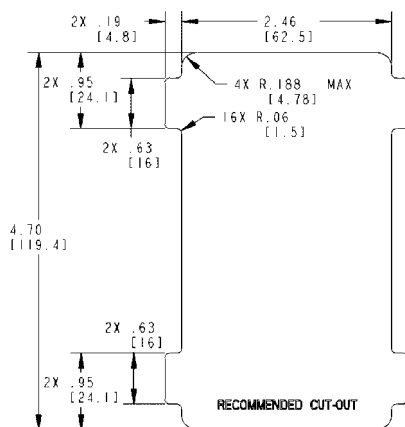 2X .19
[4.8]
2.46
[62.5]
2X .95
[24.1]
4X R.188 MAX
[4.78]
16X R.06
[1.5]
2X .63
[16]
4.70
[119.4]
2X .63
[16]
2X .95
[24.1]
RECOMMENDED CUT-OUT